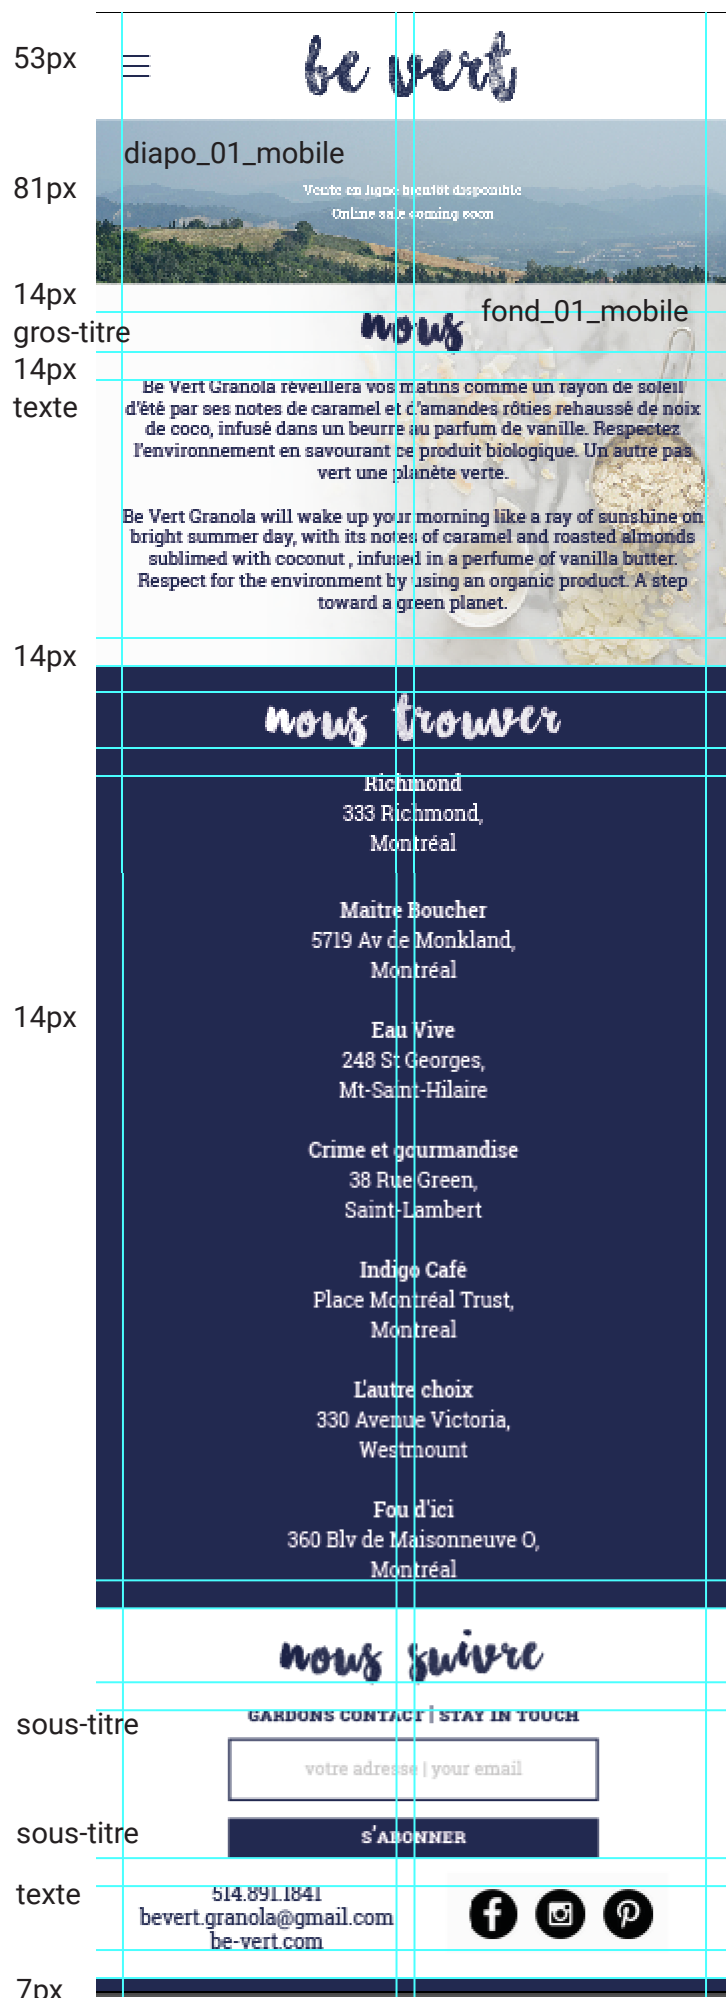 53px
be vert
diapo_01_mobile
81px
Vente en ligne bientôt disponible
Online sale coming soon
14px
fond_01_mobile
gros-titre
nous
14px
texte
Be Vert Granola réveillera vos matins comme un rayon de soleil
d'été par ses notes de caramel et d'amandes rôties rehaussé de noix
de coco, infusé dans un beurre au parfum de vanille. Respectez
l'environnement en savourant ce produit biologique. Un autre pas
vert une planète verte.
Be Vert Granola will wake up your morning like a ray of sunshine on
bright summer day, with its notes of caramel and roasted almonds
sublimed with coconut , infused in a perfume of vanilla butter.
Respect for the environment by using an organic product. A step
toward a green planet.
14px
nous trouver
Richmond
333 Richmond,
Montréal
Maitre Boucher
5719 Av de Monkland,
Montréal
14px
Eau Vive
248 St Georges,
Mt-Saint-Hilaire
Crime et gourmandise
38 Rue Green,
Saint-Lambert
Indigo Café
Place Montréal Trust,
Montreal
L'autre choix
330 Avenue Victoria,
Westmount
Fou d'ici
360 Blv de Maisonneuve O,
Montréal
nous suivre
GARDONS CONTACT | STAY IN TOUCH
sous-titre
votre adresse | your email
sous-titre
S'ABONNER
texte
514.891.1841
bevert.granola@gmail.com
be-vert.com
7px